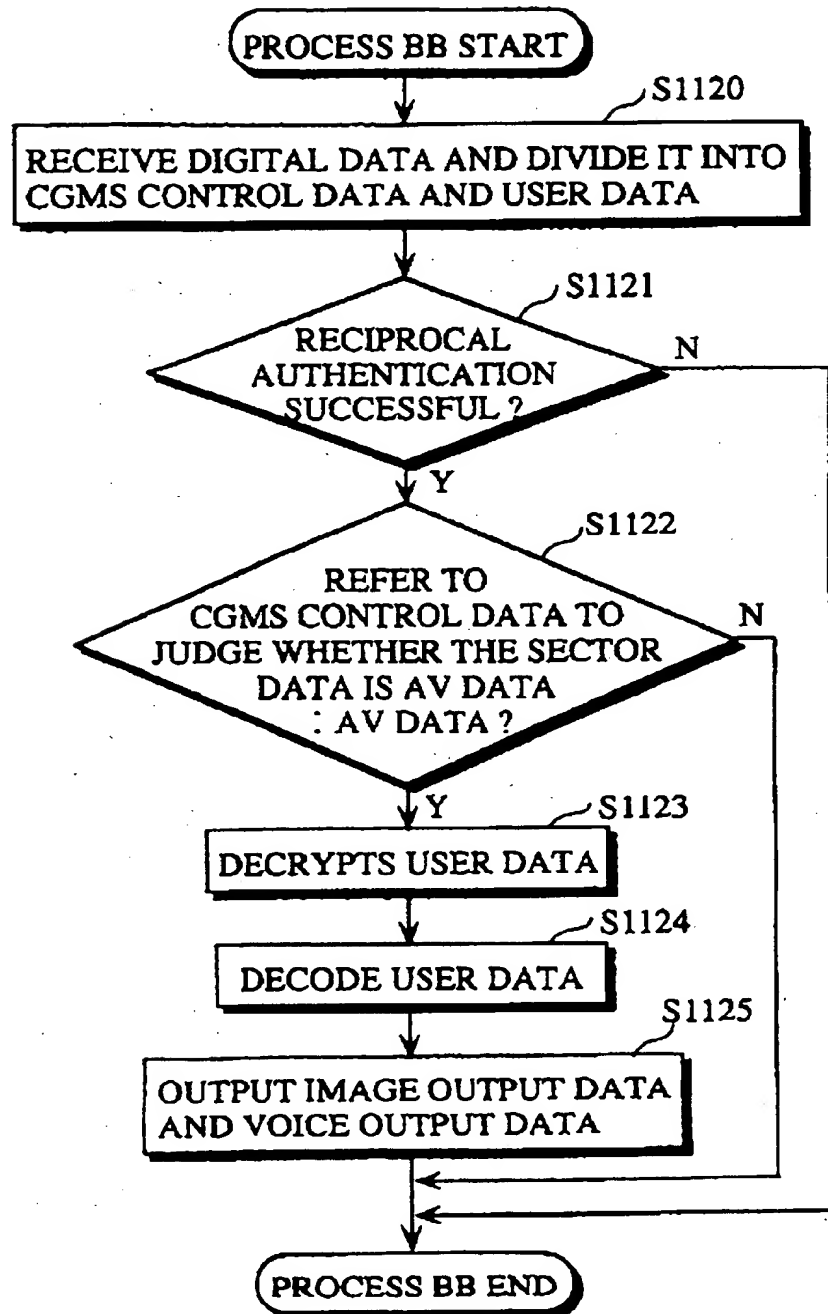 PROCESS BB START
S1120
RECEIVE DIGITAL DATA AND DIVIDE IT INTO
CGMS CONTROL DATA AND USER DATA
S1121
RECIPROCAL
AUTHENTICATION
SUCCESSFUL ?
N
Y
S1122
REFER TO
CGMS CONTROL DATA TO
JUDGE WHETHER THE SECTOR
DATA IS AV DATA
: AV DATA ?
N
Y
S1123
DECRYPTS USER DATA
S1124
DECODE USER DATA
S1125
OUTPUT IMAGE OUTPUT DATA
AND VOICE OUTPUT DATA
PROCESS BB END